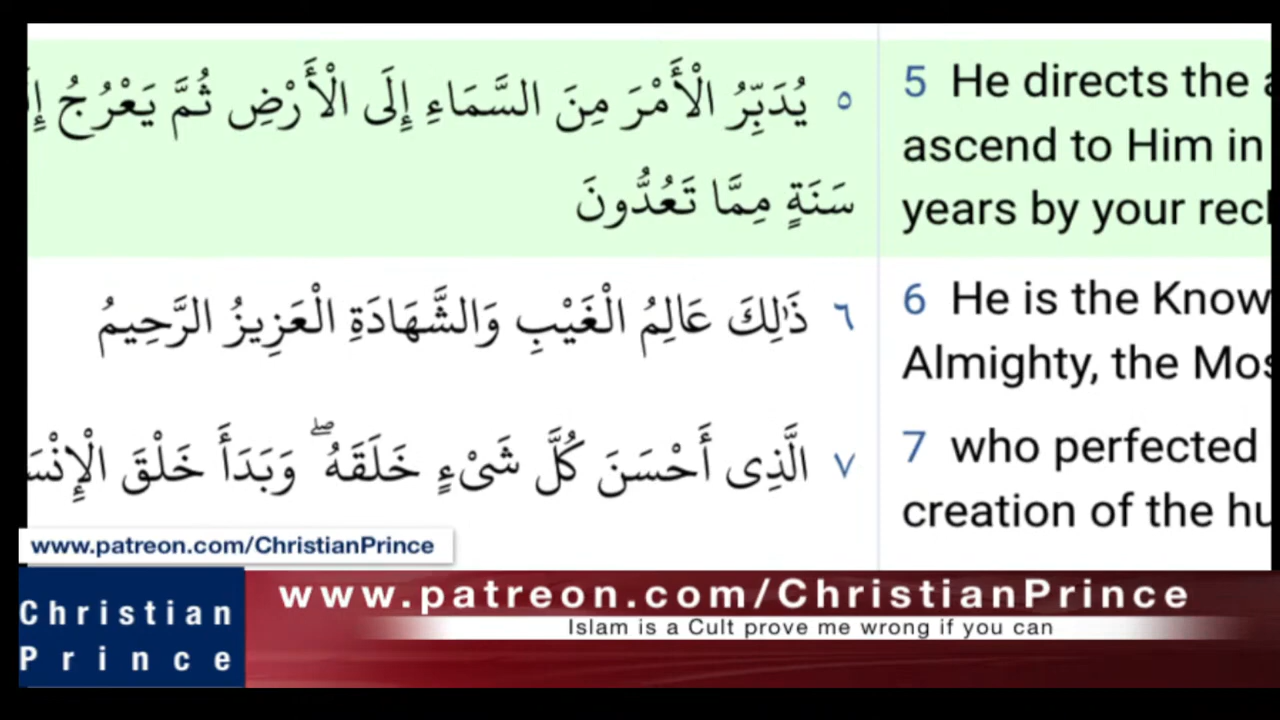 ٥ يُدَبِّرُ الْأَمْرَ مِنَ السَّمَاءِ إِلَى الْأَرْضِ ثُمَّ يَعْرُجُ
سَنَةٍ مِمَّا تَعُدُّونَ
٦ ذَٰلِكَ عَالِمُ الْغَيْبِ وَالشَّهَادَةِ الْعَزِيزُ الرَّحِيمُ
٧ الَّذِى أَحْسَنَ كُلَّ شَىْءٍ خَلَقَهُ ۖ وَبَدَأَ خَلْقَ
5 He directs the
ascend to Him in
years by your
6 He is the
Almighty, the
7 who perfected
creation of the
www.patreon.com/ChristianPrince
Christian
Prince
www.patreon.com/ChristianPrince
Islam is a Cult prove me wrong if you can